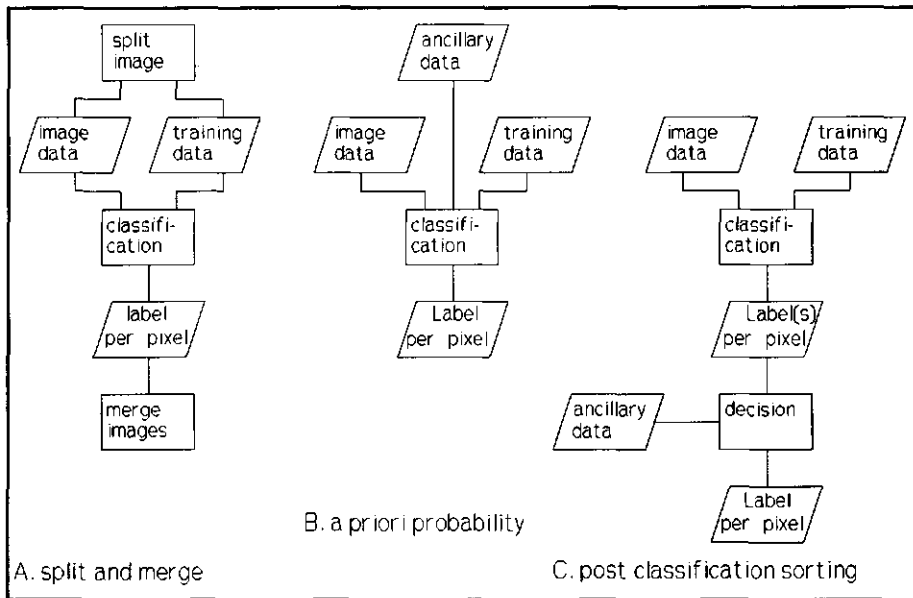 split
image
image
data
training
data
classifi-
cation
label
per pixel
merge
images
A. split and merge
ancillary
data
image
data
training
data
classifi-
cation
Label
per pixel
B. a priori probability
image
data
training
data
classifi-
cation
Label(s)
per pixel
ancillary
data
decision
Label
per pixel
C. post classification sorting